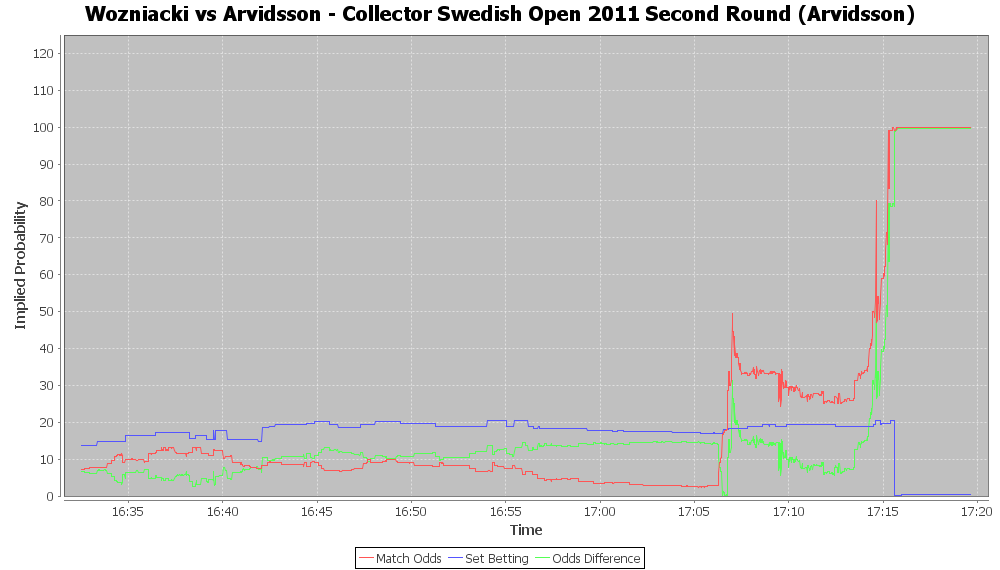 Wozniacki vs Arvidsson - Collector Swedish Open 2011 Second Round (Arvidsson)
Implied Probability
120
110
100
90
80
70
60
50
40
30
20
10
0
16:35 16:40 16:45 16:50 16:55 17:00 17:05 17:10 17:15 17:20
Time
Match Odds Set Betting Odds Difference